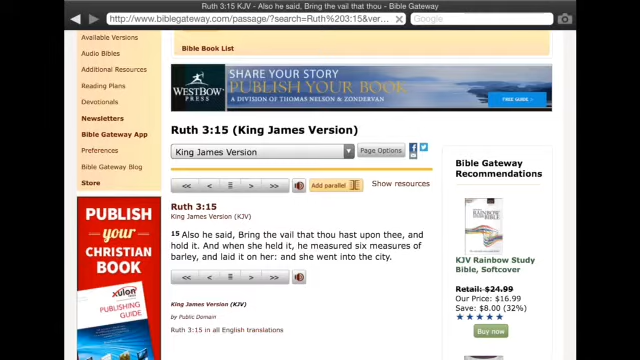 Ruth 3:15 KJV - Also he said, Bring the vail that thou - Bible Gateway
http://www.biblegateway.com/passage/?search=Ruth%203:15&ver...
Google
Available Versions
Audio Bibles
Additional Resources
Reading Plans
Devotionals
Newsletters
Bible Gateway App
Preferences
Bible Gateway Blog
Store
PUBLISH
your
CHRISTIAN
BOOK
xulon
PUBLISHING
GUIDE
Bible Book List
WESTBOW
PRESS
SHARE YOUR STORY
PUBLISH YOUR BOOK
A DIVISION OF THOMAS NELSON & ZONDERVAN
FREE GUIDE >
Ruth 3:15 (King James Version)
King James Version
Page Options
<< < > >>
Add parallel
Show resources
Ruth 3:15
King James Version (KJV)
15 Also he said, Bring the vail that thou hast upon thee, and
hold it. And when she held it, he measured six measures of
barley, and laid it on her: and she went into the city.
<< < > >>
King James Version (KJV)
by Public Domain
Ruth 3:15 in all English translations
Bible Gateway
Recommendations
RAINBOW STUDY
BIBLE
KJV Rainbow Study
Bible, Softcover
Retail: $24.99
Our Price: $16.99
Save: $8.00 (32%)
Buy now